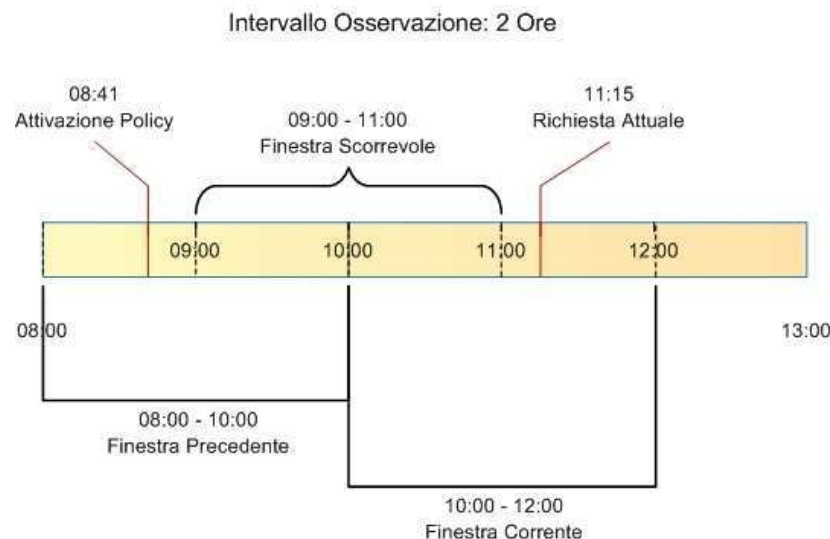 Intervallo Osservazione: 2 Ore
08:41
Attivazione Policy
09:00 - 11:00
Finestra Scorrevole
11:15
Richiesta Attuale
09:00
10:00
11:00
12:00
08:00
13:00
08:00 - 10:00
Finestra Precedente
10:00 - 12:00
Finestra Corrente